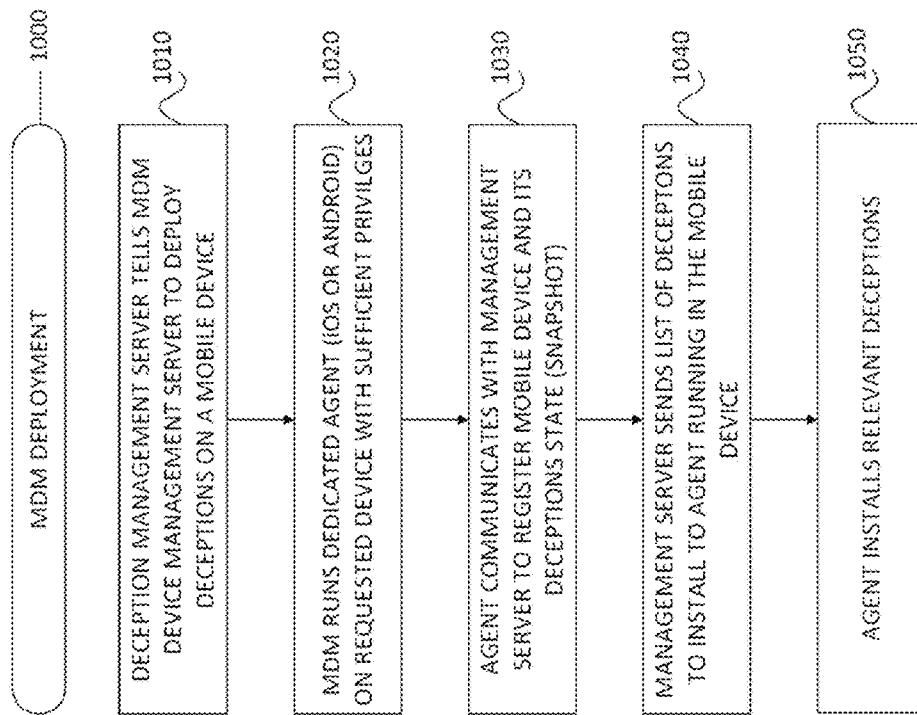 MDM DEPLOYMENT
1000
DECEPTION MANAGEMENT SERVER TELLS MDM
DEVICE MANAGEMENT SERVER TO DEPLOY
DECEPTIONS ON A MOBILE DEVICE
1010
MDM RUNS DEDICATED AGENT (iOS OR ANDROID)
ON REQUESTED DEVICE WITH SUFFICIENT PRIVILGES
1020
AGENT COMMUNICATES WITH MANAGEMENT
SERVER TO REGISTER MOBILE DEVICE AND ITS
DECEPTIONS STATE (SNAPSHOT)
1030
MANAGEMENT SERVER SENDS LIST OF DECEPTONS
TO INSTALL TO AGENT RUNNING IN THE MOBILE
DEVICE
1040
AGENT INSTALLS RELEVANT DECEPTIONS
1050